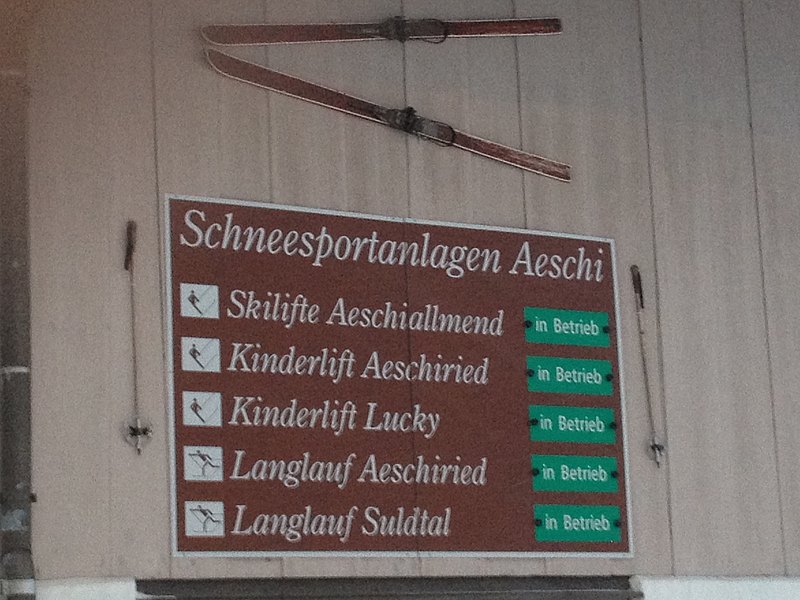 Schneesportanlagen Aeschi
Skilifte Aeschiallmend in Betrieb
Kinderlift Aeschiried in Betrieb
Kinderlift Lucky in Betrieb
Langlauf Aeschiried in Betrieb
Langlauf Suldtal in Betrieb